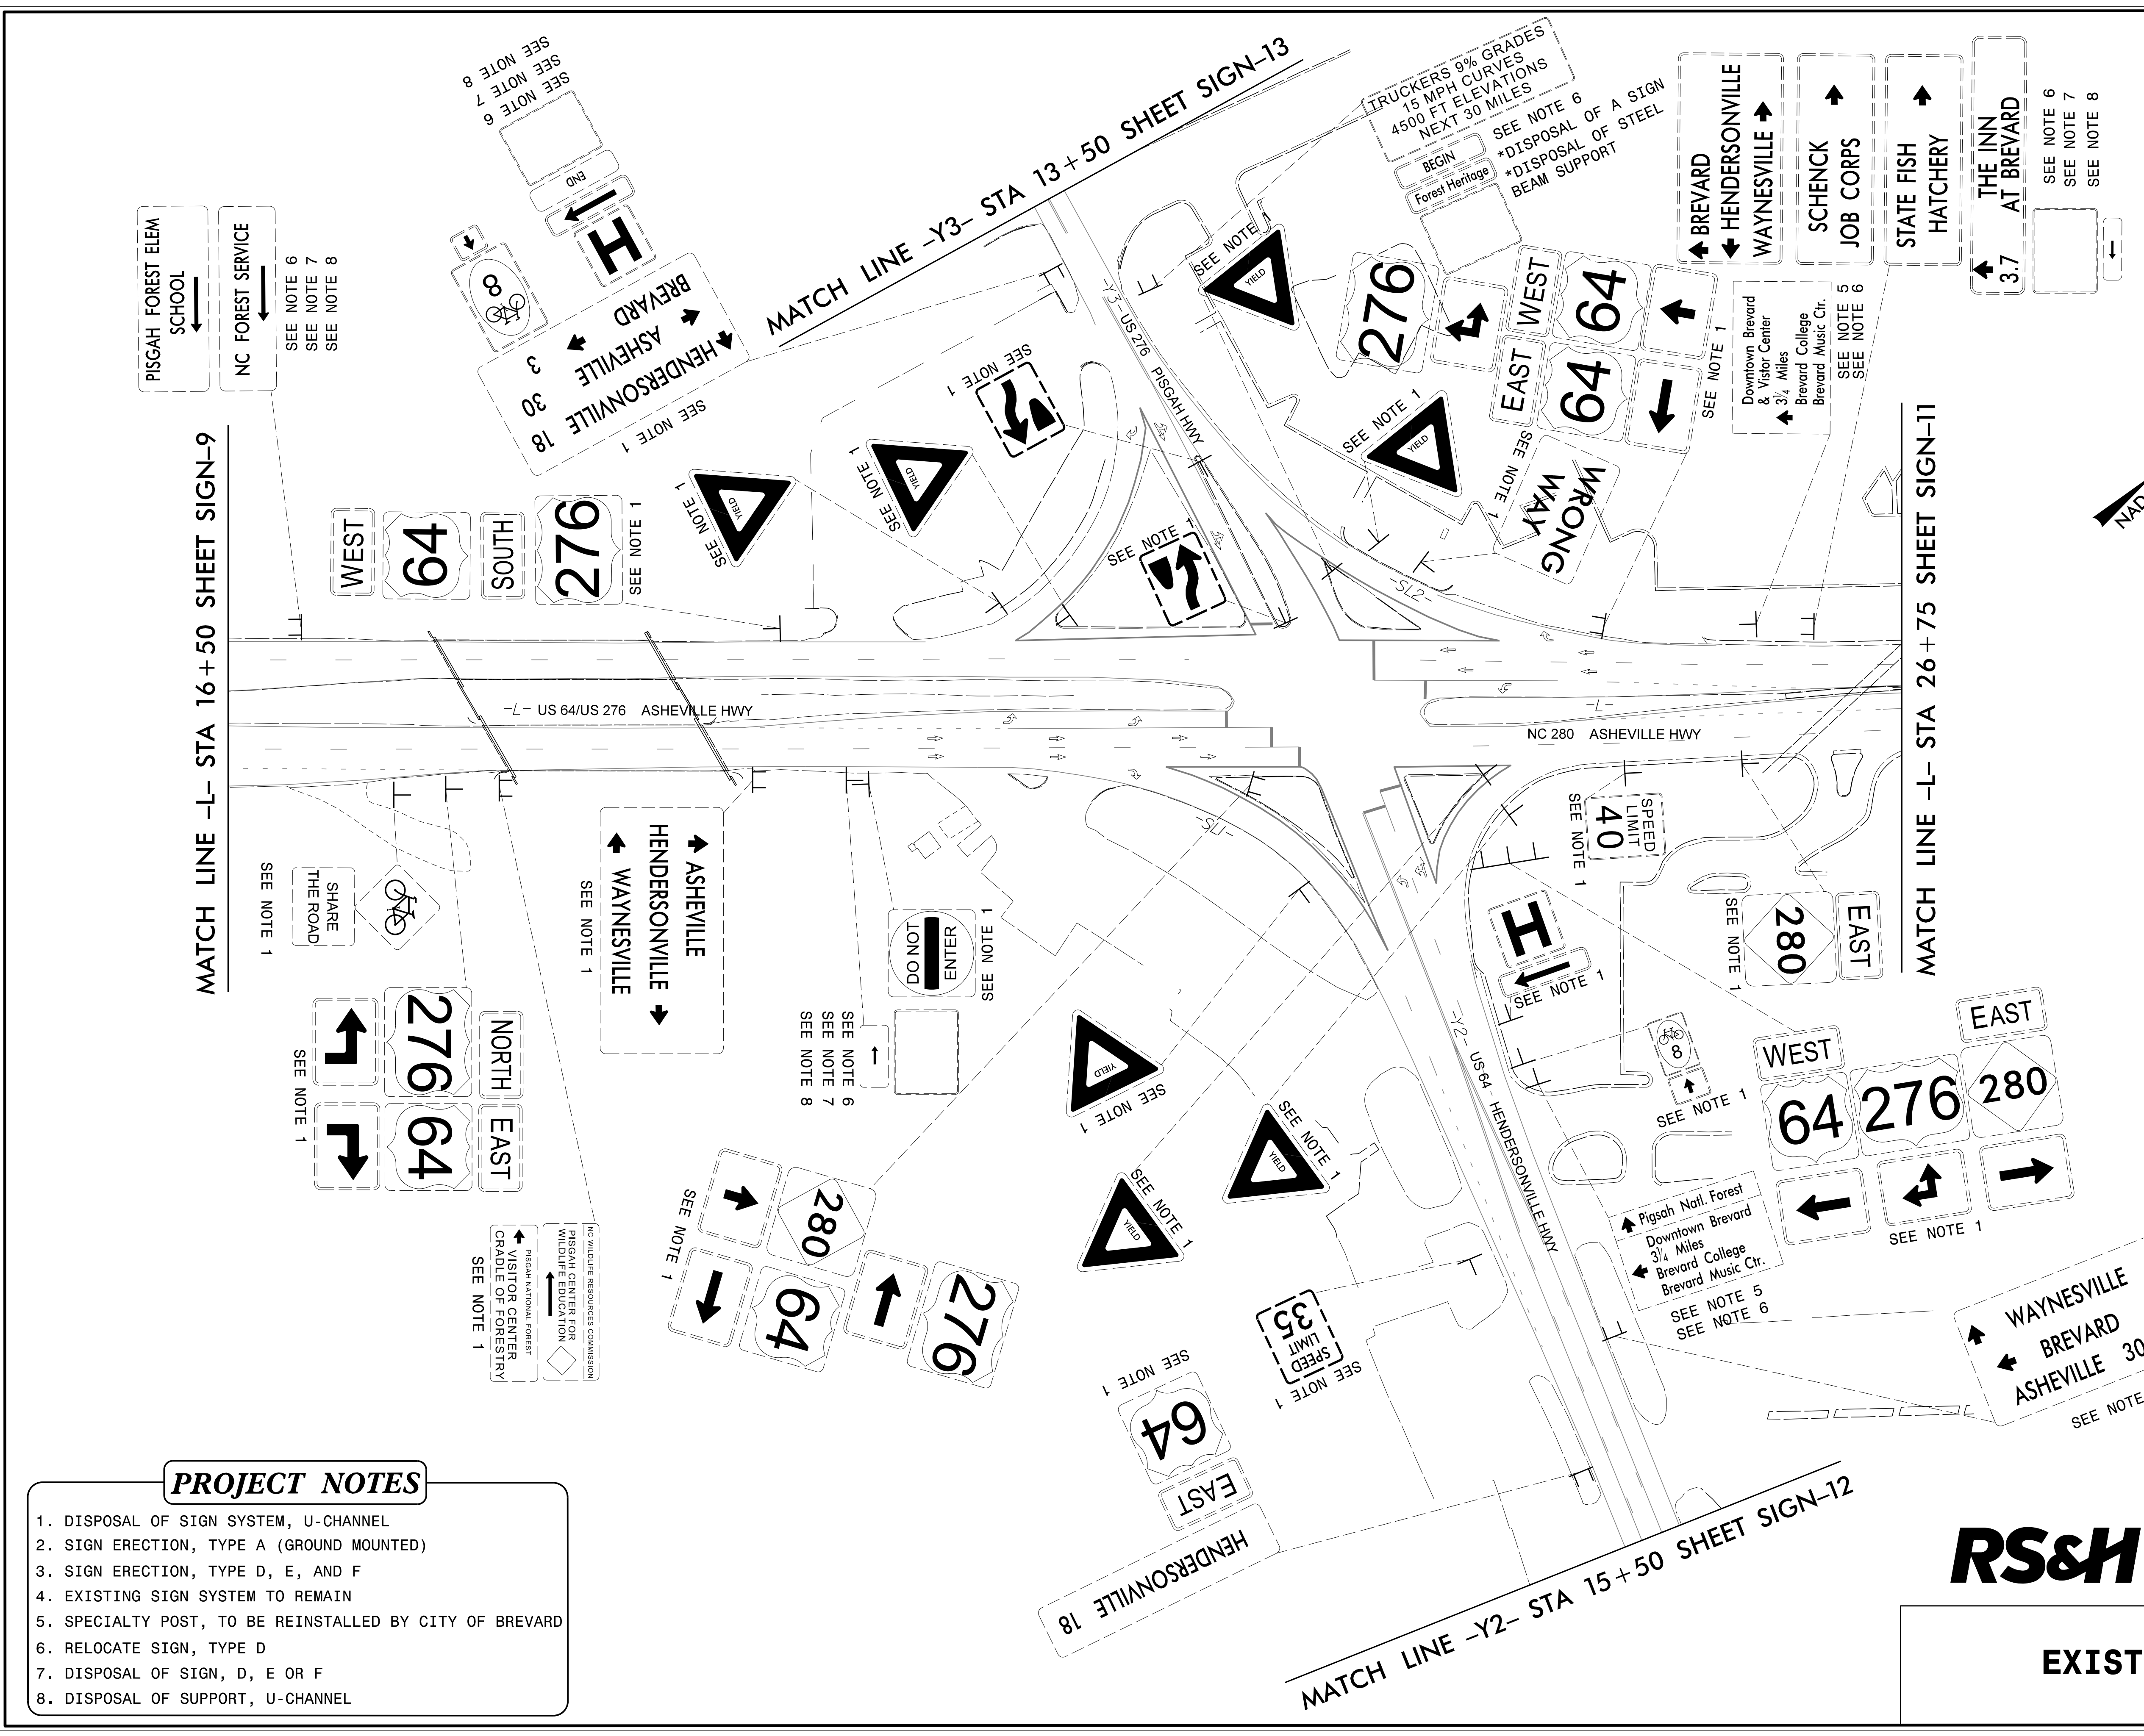 SEE NOTE 8
SEE NOTE 7
SEE NOTE 6
END
H
8
BREVARD 3
ASHEVILLE 30
HENDERSONVILLE 18
SEE NOTE 1
PISGAH FOREST ELEM
SCHOOL
NC FOREST SERVICE
SEE NOTE 6
SEE NOTE 7
SEE NOTE 8
MATCH LINE -Y3- STA 13+50 SHEET SIGN-13
TRUCKERS 9% GRADES
15 MPH CURVES
4500 FT ELEVATIONS
NEXT 30 MILES
BEGIN
Forest Heritage
SEE NOTE 6
*DISPOSAL OF A SIGN
*DISPOSAL OF STEEL
BEAM SUPPORT
BREVARD
HENDERSONVILLE
WAYNESVILLE
SCHENCK
JOB CORPS
STATE FISH
HATCHERY
THE INN
AT BREVARD
3.7
SEE NOTE 6
SEE NOTE 7
SEE NOTE 8
SEE NOTE 1
YIELD
276
WEST
64
EAST
64
SEE NOTE 1
Downtown Brevard
& Vistor Center
3¼ Miles
Brevard College
Brevard Music Ctr.
SEE NOTE 5
SEE NOTE 6
SEE NOTE 1
YIELD
SEE NOTE 1
WRONG
WAY
-Y3- US 276 PISGAH HWY
SEE NOTE 1
SEE NOTE 1
YIELD
SEE NOTE 1
YIELD
SEE NOTE 1
SEE NOTE 1
WEST
64
SOUTH
276
SEE NOTE 1
MATCH LINE -L- STA 16+50 SHEET SIGN-9
MATCH LINE -L- STA 26+75 SHEET SIGN-11
NAD
-SL2-
-L- US 64/US 276 ASHEVILLE HWY
-L-
NC 280 ASHEVILLE HWY
-SL1-
SEE NOTE 1
SHARE
THE ROAD
ASHEVILLE
HENDERSONVILLE
WAYNESVILLE
SEE NOTE 1
DO NOT
ENTER
SEE NOTE 1
SEE NOTE 6
SEE NOTE 7
SEE NOTE 8
SPEED
LIMIT
40
SEE NOTE 1
H
SEE NOTE 1
EAST
280
SEE NOTE 1
NORTH
276
EAST
64
SEE NOTE 1
NC WILDLIFE RESOURCES COMMISSION
PISGAH CENTER FOR
WILDLIFE EDUCATION
PISGAH NATIONAL FOREST
VISITOR CENTER
CRADLE OF FORESTRY
SEE NOTE 1
280
64
276
SEE NOTE 1
YIELD
SEE NOTE 1
YIELD
SEE NOTE 1
YIELD
SEE NOTE 1
-Y2- US 64 HENDERSONVILLE HWY
8
SEE NOTE 1
WEST
64
276
EAST
280
SEE NOTE 1
Pigsah Natl. Forest
Downtown Brevard
3¼ Miles
Brevard College
Brevard Music Ctr.
SEE NOTE 5
SEE NOTE 6
WAYNESVILLE
BREVARD
ASHEVILLE 30
SEE NOTE
SPEED
LIMIT
35
SEE NOTE 1
SEE NOTE 1
64
EAST
HENDERSONVILLE 18
MATCH LINE -Y2- STA 15+50 SHEET SIGN-12
PROJECT NOTES
1. DISPOSAL OF SIGN SYSTEM, U-CHANNEL
2. SIGN ERECTION, TYPE A (GROUND MOUNTED)
3. SIGN ERECTION, TYPE D, E, AND F
4. EXISTING SIGN SYSTEM TO REMAIN
5. SPECIALTY POST, TO BE REINSTALLED BY CITY OF BREVARD
6. RELOCATE SIGN, TYPE D
7. DISPOSAL OF SIGN, D, E OR F
8. DISPOSAL OF SUPPORT, U-CHANNEL
RS&H
EXIST